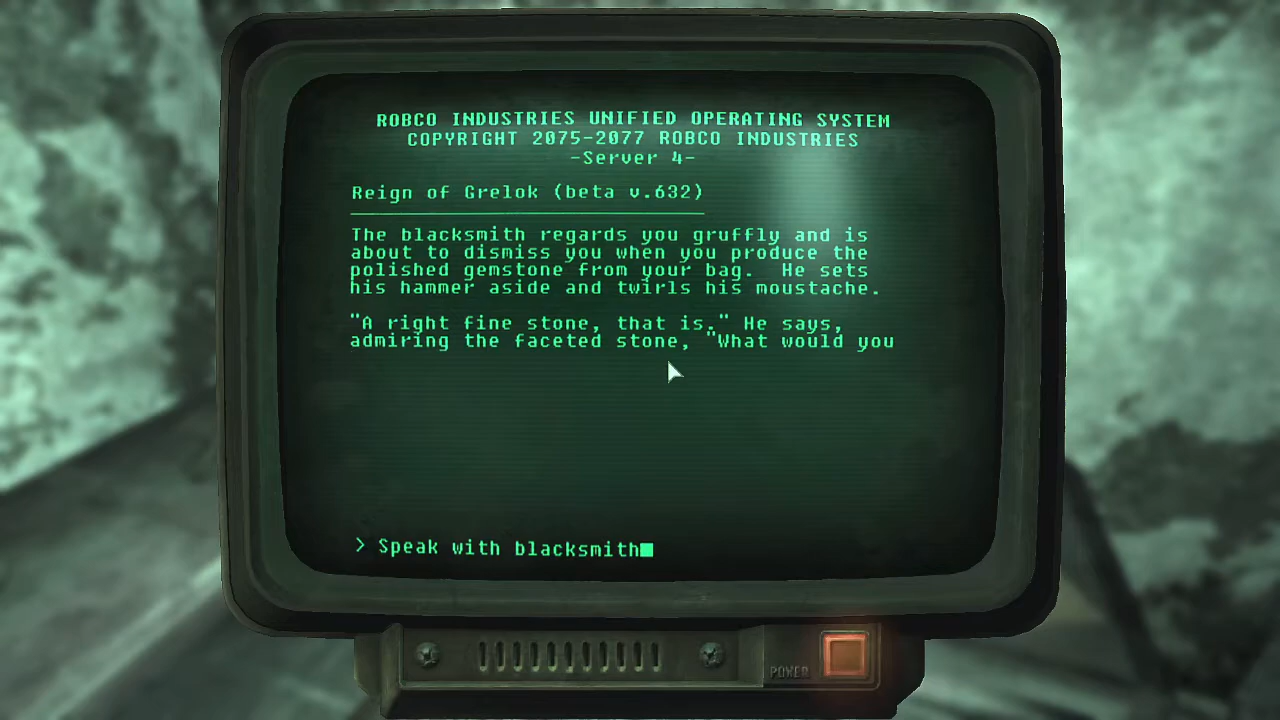 ROBCO INDUSTRIES UNIFIED OPERATING SYSTEM
COPYRIGHT 2075-2077 ROBCO INDUSTRIES
-Server 4-
Reign of Grelok (beta v.632)
The blacksmith regards you gruffly and is
about to dismiss you when you produce the
polished gemstone from your bag.  He sets
his hammer aside and twirls his moustache.
"A right fine stone, that is." He says,
admiring the faceted stone, "What would you
> Speak with blacksmith
POWER